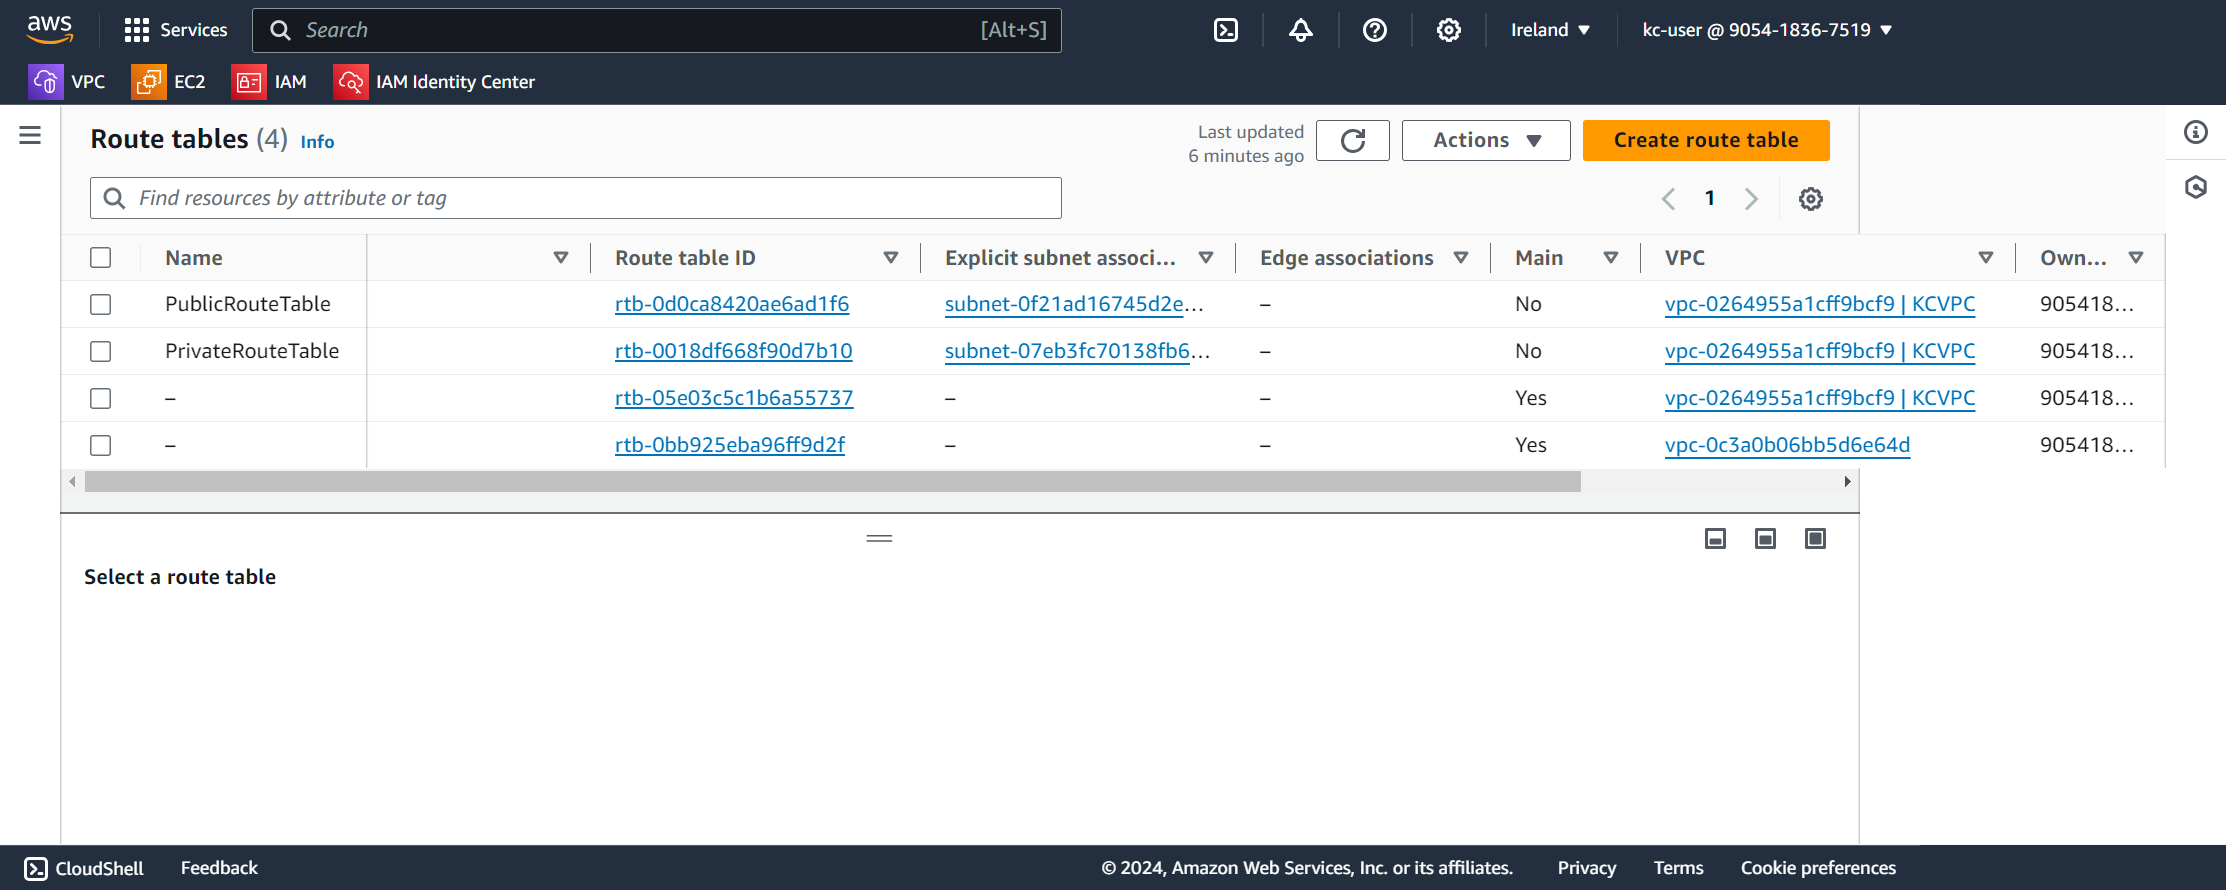 aws Services Search [Alt+S] Ireland ▼ kc-user @ 9054-1836-7519 ▼
VPC EC2 IAM IAM Identity Center
Route tables (4) Info
Last updated
6 minutes ago
Actions ▼ Create route table
Find resources by attribute or tag
1
Name Route table ID Explicit subnet associ... Edge associations Main VPC Own...
PublicRouteTable rtb-0d0ca8420ae6ad1f6 subnet-0f21ad16745d2e... – No vpc-0264955a1cff9bcf9 | KCVPC 905418...
PrivateRouteTable rtb-0018df668f90d7b10 subnet-07eb3fc70138fb6... – No vpc-0264955a1cff9bcf9 | KCVPC 905418...
– rtb-05e03c5c1b6a55737 – – Yes vpc-0264955a1cff9bcf9 | KCVPC 905418...
– rtb-0bb925eba96ff9d2f – – Yes vpc-0c3a0b06bb5d6e64d 905418...
Select a route table
CloudShell Feedback © 2024, Amazon Web Services, Inc. or its affiliates. Privacy Terms Cookie preferences